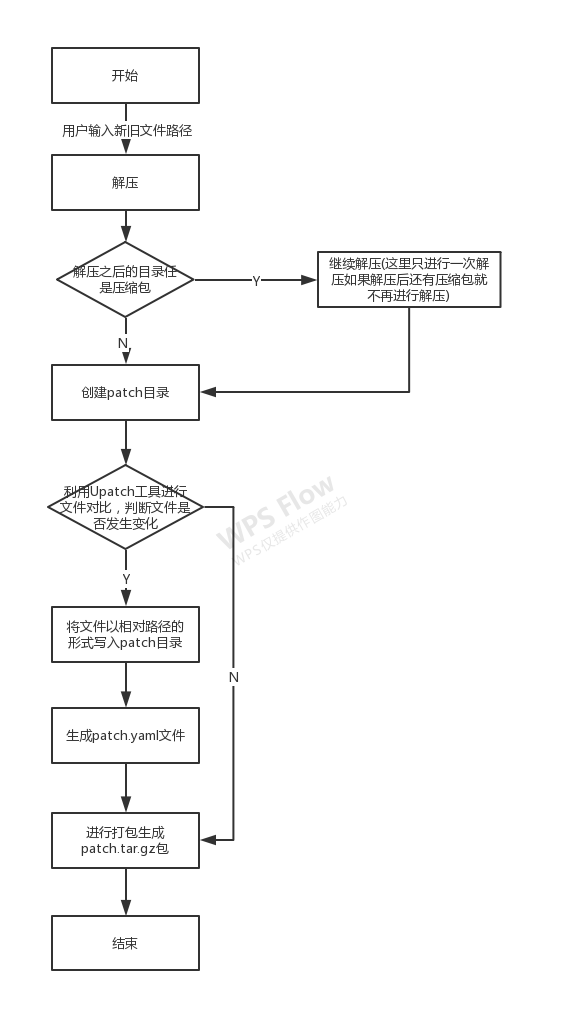 开始
用户输入新旧文件路径
解压
解压之后的目录任
是压缩包
Y
继续解压(这里只进行一次解
压如果解压后还有压缩包就
不再进行解压)
N,
创建patch目录
利用Upatch工具进行
文件对比，判断文件是
否发生变化
WPS Flow
WPS仅提供作图能力
Y
将文件以相对路径的
形式写入patch目录
N
生成patch.yaml文件
进行打包生成
patch.tar.gz包
结束